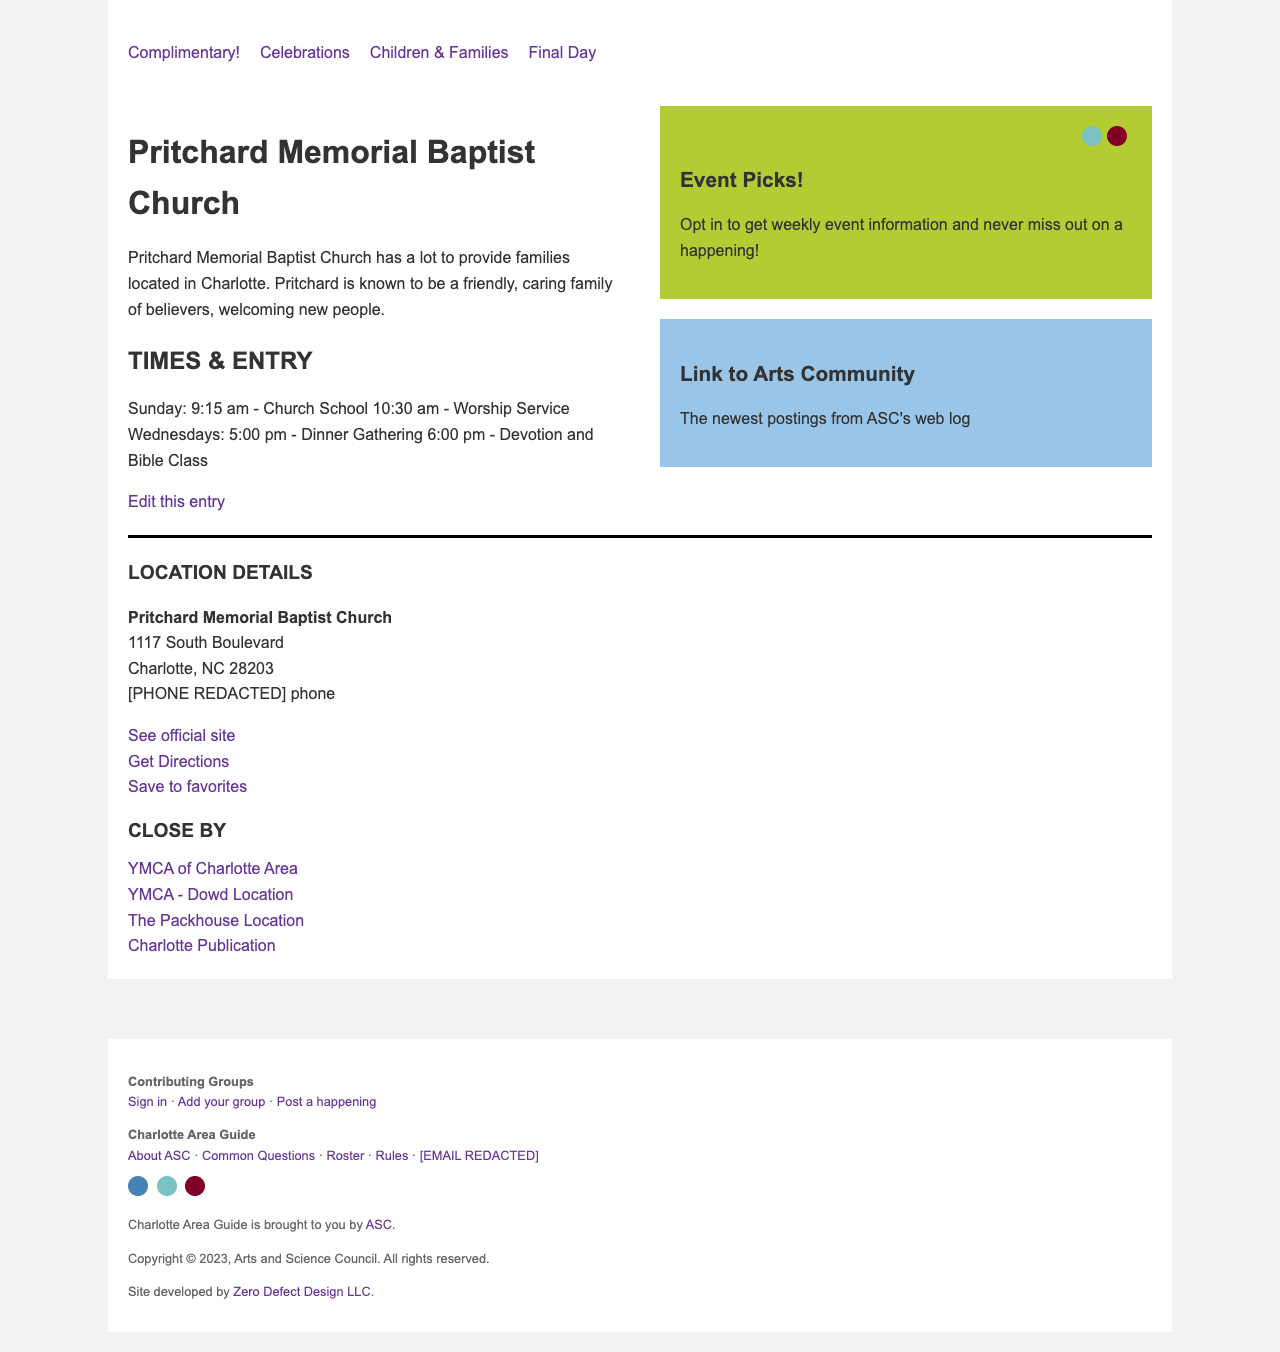 Complimentary! Celebrations Children & Families Final Day
Pritchard Memorial Baptist
Church
Pritchard Memorial Baptist Church has a lot to provide families
located in Charlotte. Pritchard is known to be a friendly, caring family
of believers, welcoming new people.
TIMES & ENTRY
Sunday: 9:15 am - Church School 10:30 am - Worship Service
Wednesdays: 5:00 pm - Dinner Gathering 6:00 pm - Devotion and
Bible Class
Edit this entry
Event Picks!
Opt in to get weekly event information and never miss out on a
happening!
Link to Arts Community
The newest postings from ASC's web log
LOCATION DETAILS
Pritchard Memorial Baptist Church
1117 South Boulevard
Charlotte, NC 28203
[PHONE REDACTED] phone
See official site
Get Directions
Save to favorites
CLOSE BY
YMCA of Charlotte Area
YMCA - Dowd Location
The Packhouse Location
Charlotte Publication
Contributing Groups
Sign in · Add your group · Post a happening
Charlotte Area Guide
About ASC · Common Questions · Roster · Rules · [EMAIL REDACTED]
Charlotte Area Guide is brought to you by ASC.
Copyright © 2023, Arts and Science Council. All rights reserved.
Site developed by Zero Defect Design LLC.